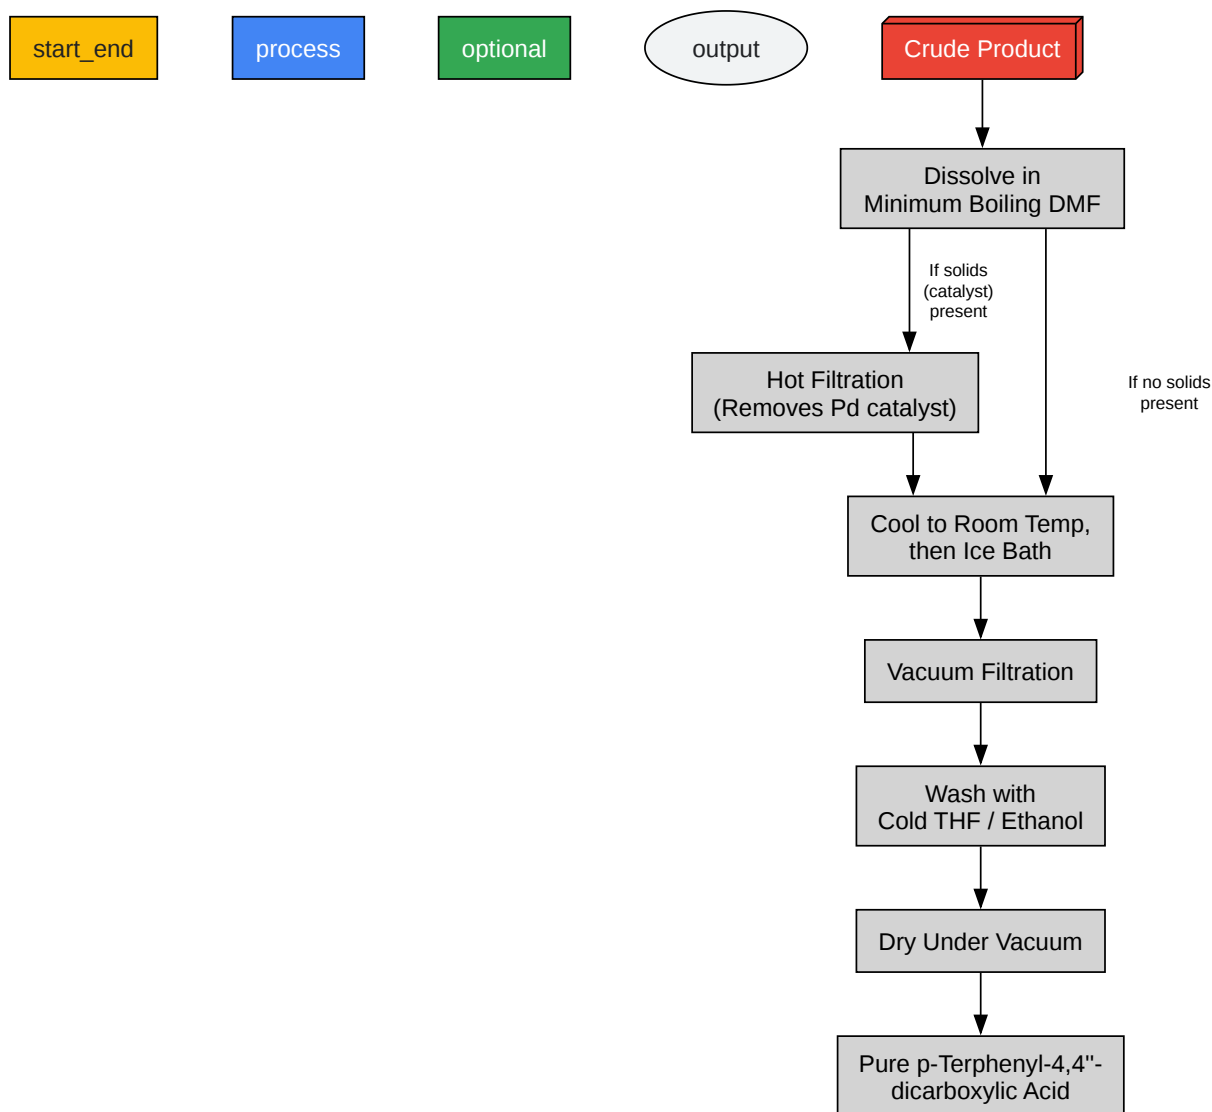 start_end
process
optional
output
Crude Product
Dissolve in
Minimum Boiling DMF
If solids
(catalyst)
present
Hot Filtration
(Removes Pd catalyst)
If no solids
present
Cool to Room Temp,
then Ice Bath
Vacuum Filtration
Wash with
Cold THF / Ethanol
Dry Under Vacuum
Pure p-Terphenyl-4,4''-
dicarboxylic Acid